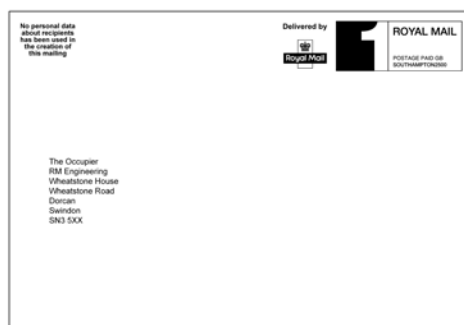 No personal data
about recipients
has been used in
the creation of
this mailing
Delivered by
Royal Mail
1
ROYAL MAIL
POSTAGE PAID GB
SOUTHAMPTON2500
The Occupier
RM Engineering
Wheatstone House
Wheatstone Road
Dorcan
Swindon
SN3 5XX